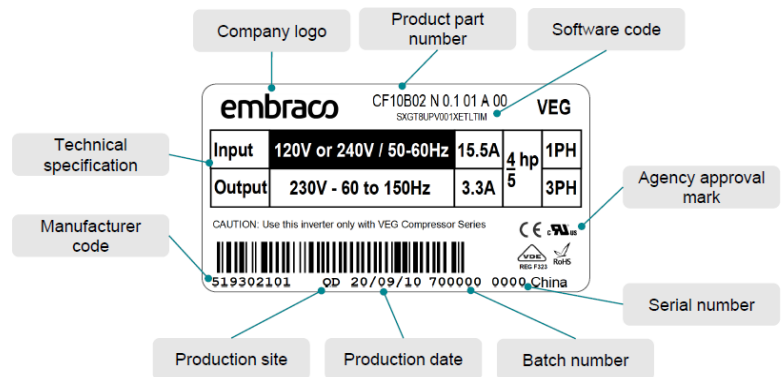 Company logo
Product part
number
Software code
embraco
CF10B02 N 0.1 01 A 00
SXGT8UPV001XETLTIM
VEG
Technical
specification
Input 120V or 240V / 50-60Hz 15.5A 4/5 hp 1PH
Output 230V - 60 to 150Hz 3.3A 3PH
Agency approval
mark
Manufacturer
code
CAUTION: Use this inverter only with VEG Compressor Series
CE c RU us
VDE
REG F323
RoHS
519302101 QD 20/09/10 700000 0000 China
Serial number
Production site
Production date
Batch number